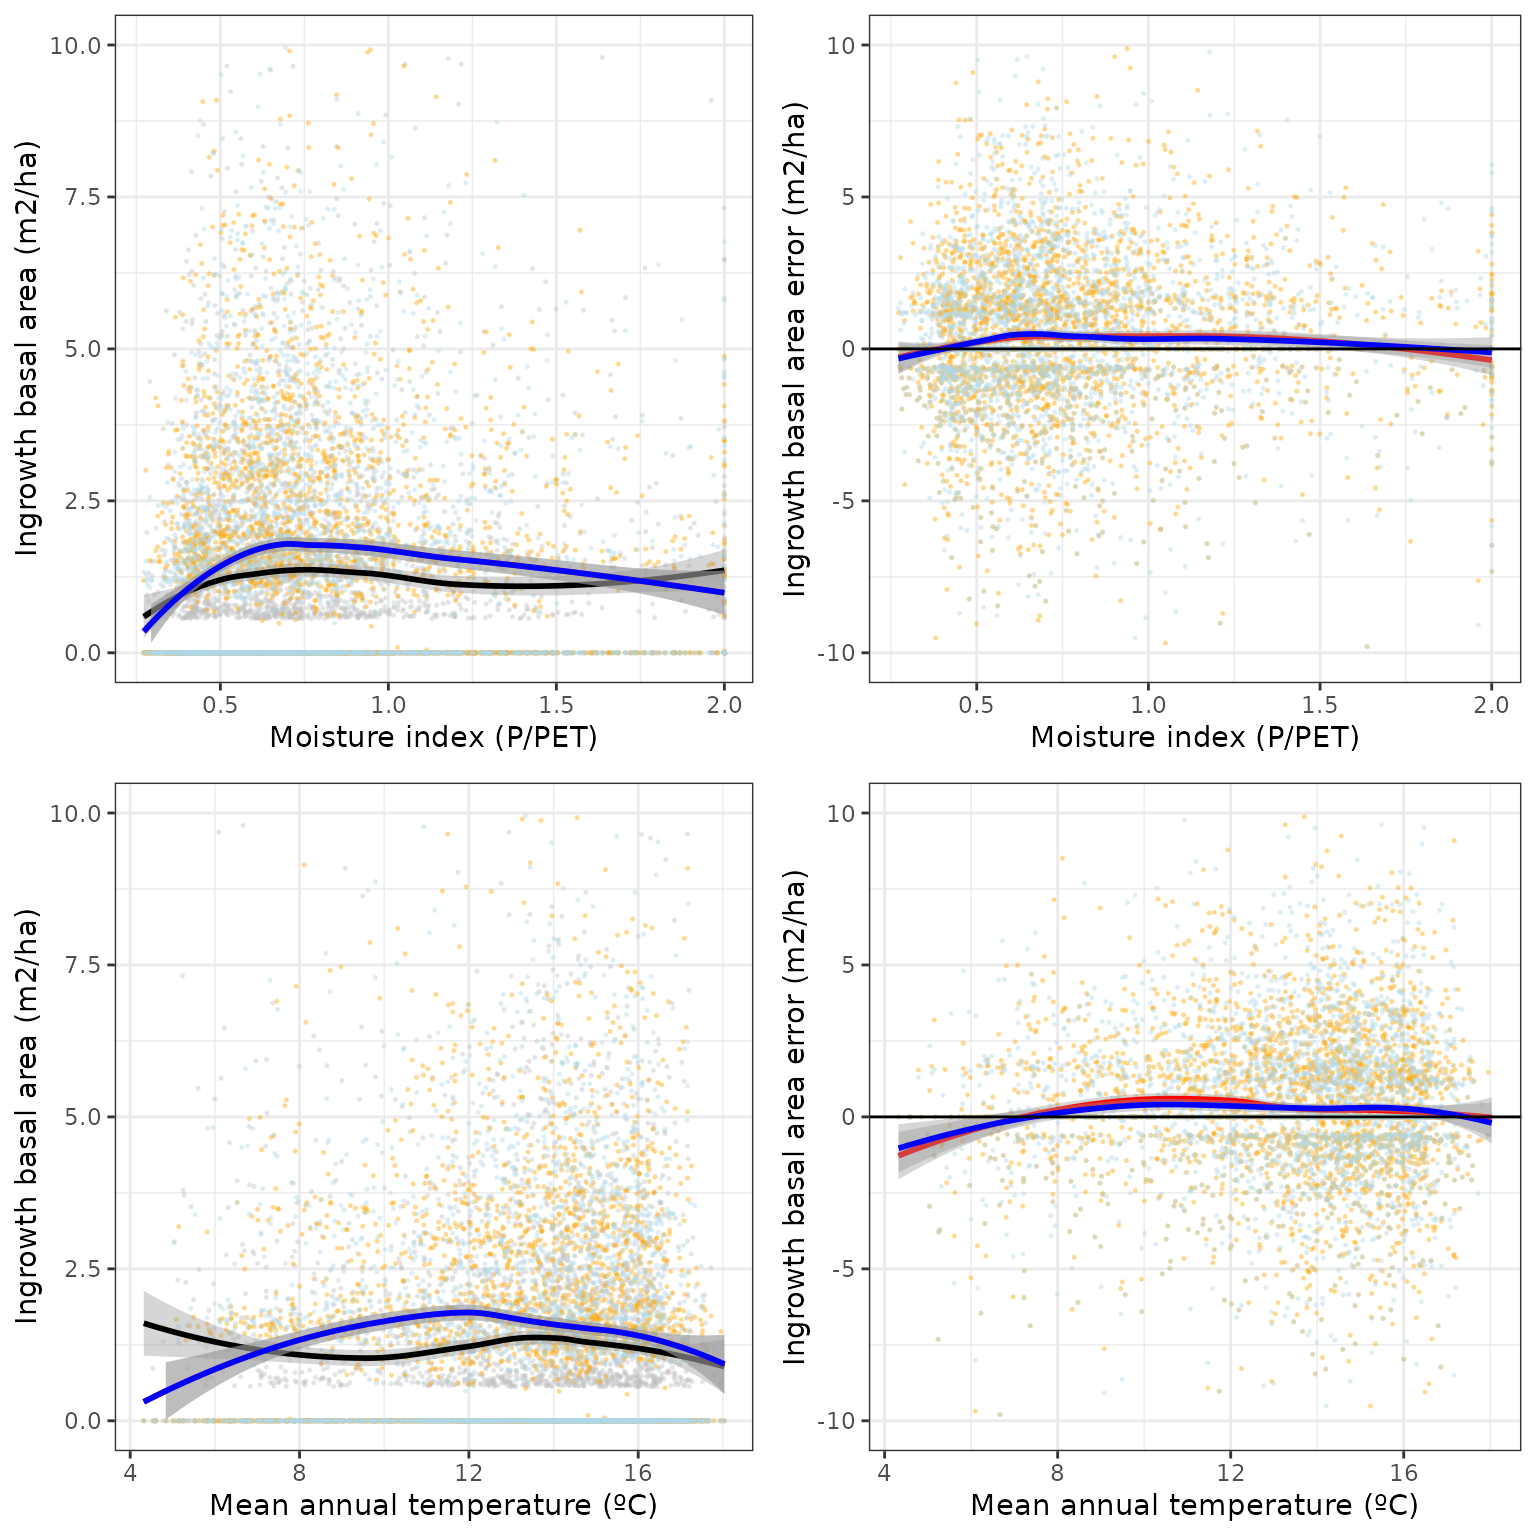 10.0
7.5
5.0
2.5
0.0
Ingrowth basal area (m2/ha)
0.5 1.0 1.5 2.0
Moisture index (P/PET)
10
5
0
-5
-10
Ingrowth basal area error (m2/ha)
0.5 1.0 1.5 2.0
Moisture index (P/PET)
10.0
7.5
5.0
2.5
0.0
Ingrowth basal area (m2/ha)
4 8 12 16
Mean annual temperature (ºC)
10
5
0
-5
-10
Ingrowth basal area error (m2/ha)
4 8 12 16
Mean annual temperature (ºC)